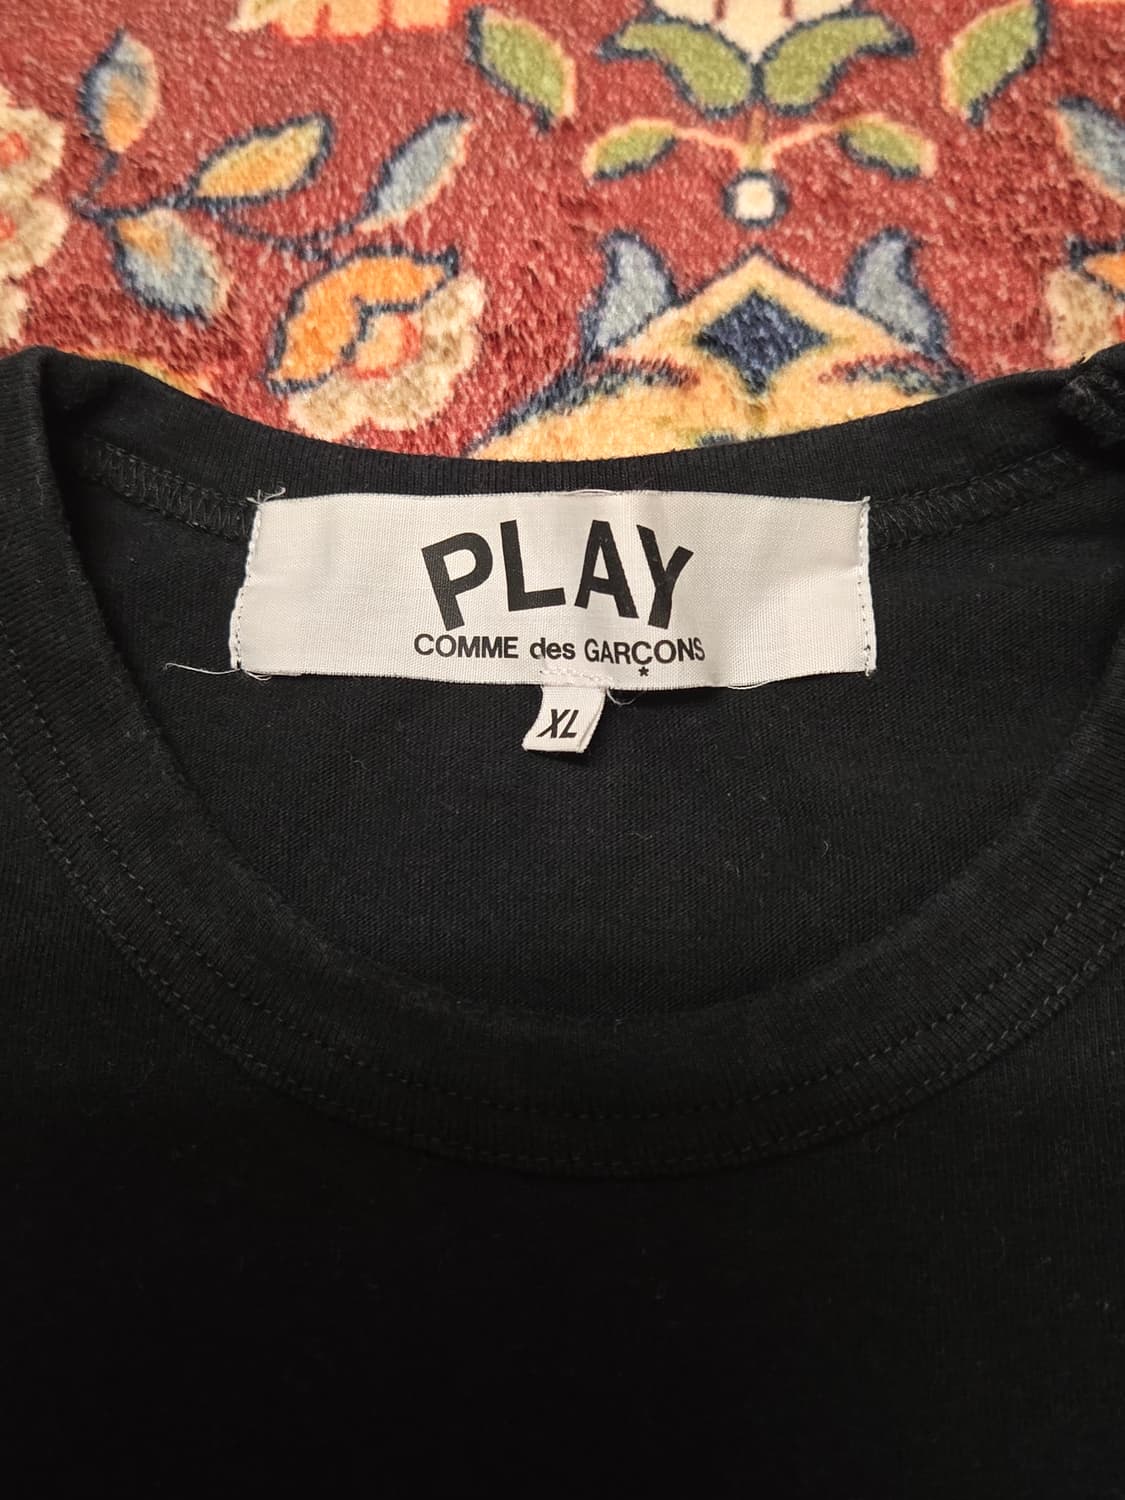 PLAY
COMME des GARÇONS
*
XL